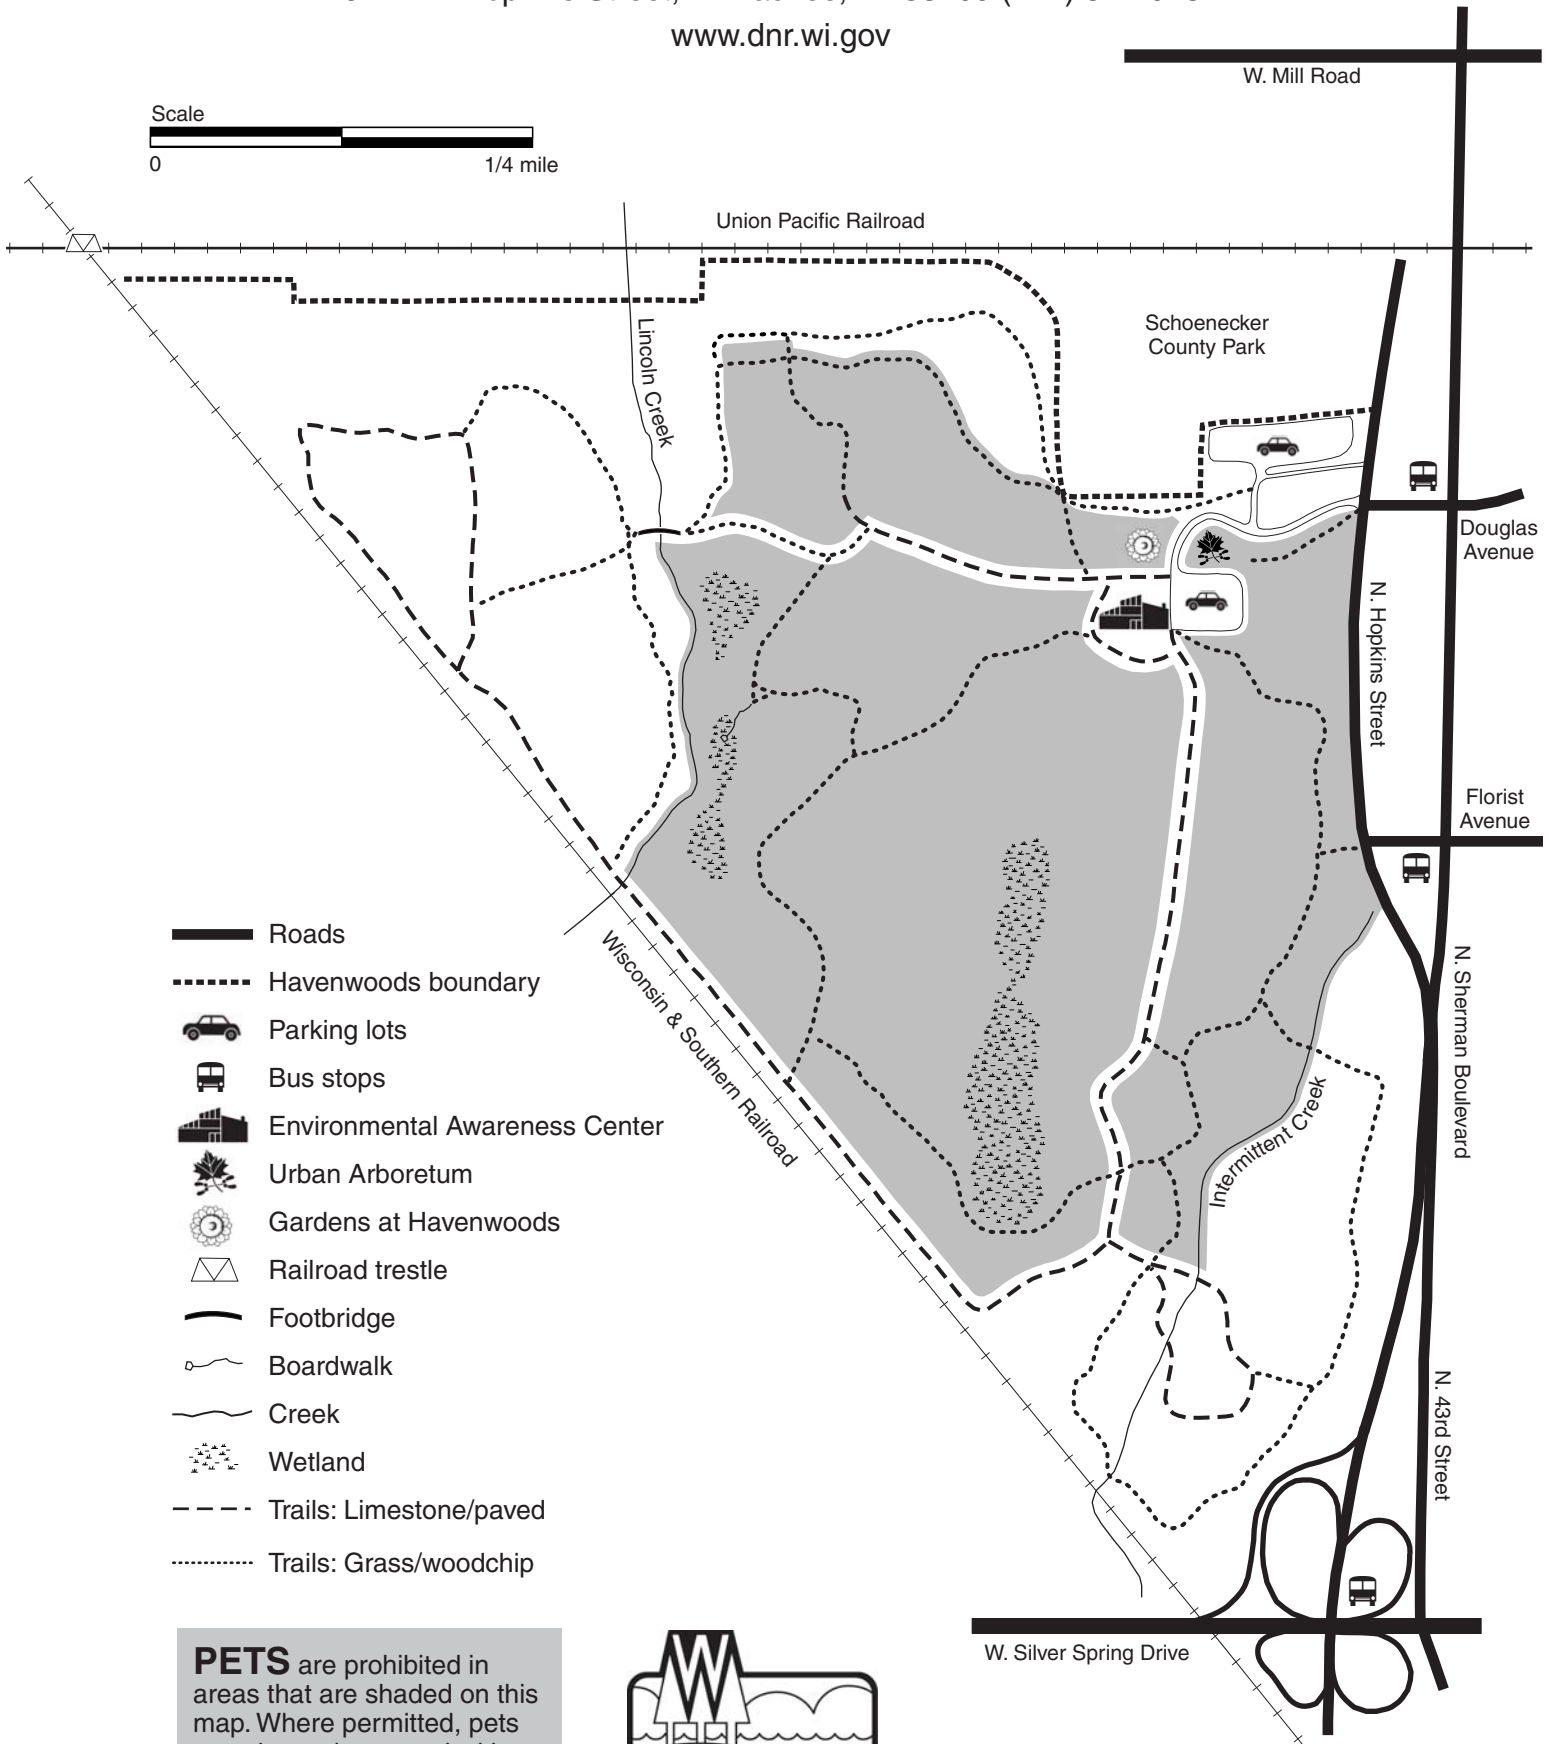 www.dnr.wi.gov
W. Mill Road
Scale
0
1/4 mile
Union Pacific Railroad
Schoenecker
County Park
Lincoln Creek
Douglas
Avenue
N. Hopkins Street
Florist
Avenue
Wisconsin & Southern Railroad
N. Sherman Boulevard
Intermittent Creek
N. 43rd Street
W. Silver Spring Drive
Roads
Havenwoods boundary
Parking lots
Bus stops
Environmental Awareness Center
Urban Arboretum
Gardens at Havenwoods
Railroad trestle
Footbridge
Boardwalk
Creek
Wetland
Trails: Limestone/paved
Trails: Grass/woodchip
PETS are prohibited in
areas that are shaded on this
map. Where permitted, pets
W